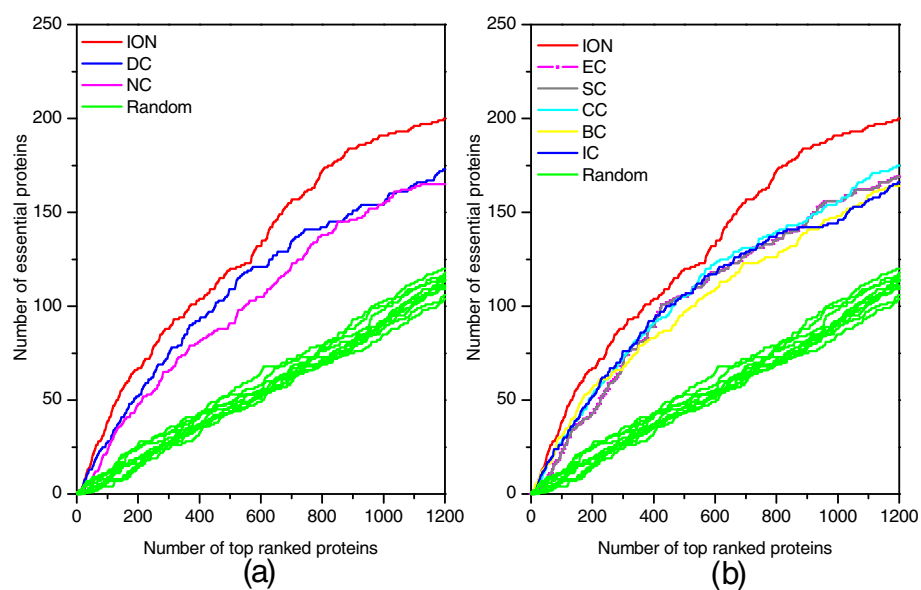 250
200
150
100
50
0
Number of essential proteins
ION
DC
NC
Random
0 200 400 600 800 1000 1200
Number of top ranked proteins
(a)
250
200
150
100
50
0
Number of essential proteins
ION
EC
SC
CC
BC
IC
Random
0 200 400 600 800 1000 1200
Number of top ranked proteins
(b)